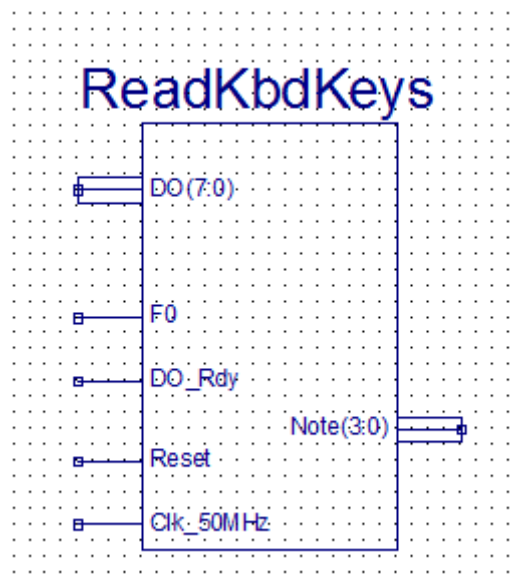 ReadKbdKeys
DO(7:0)
F0
DO_Rdy
Note(3:0)
Reset
Clk_50MHz